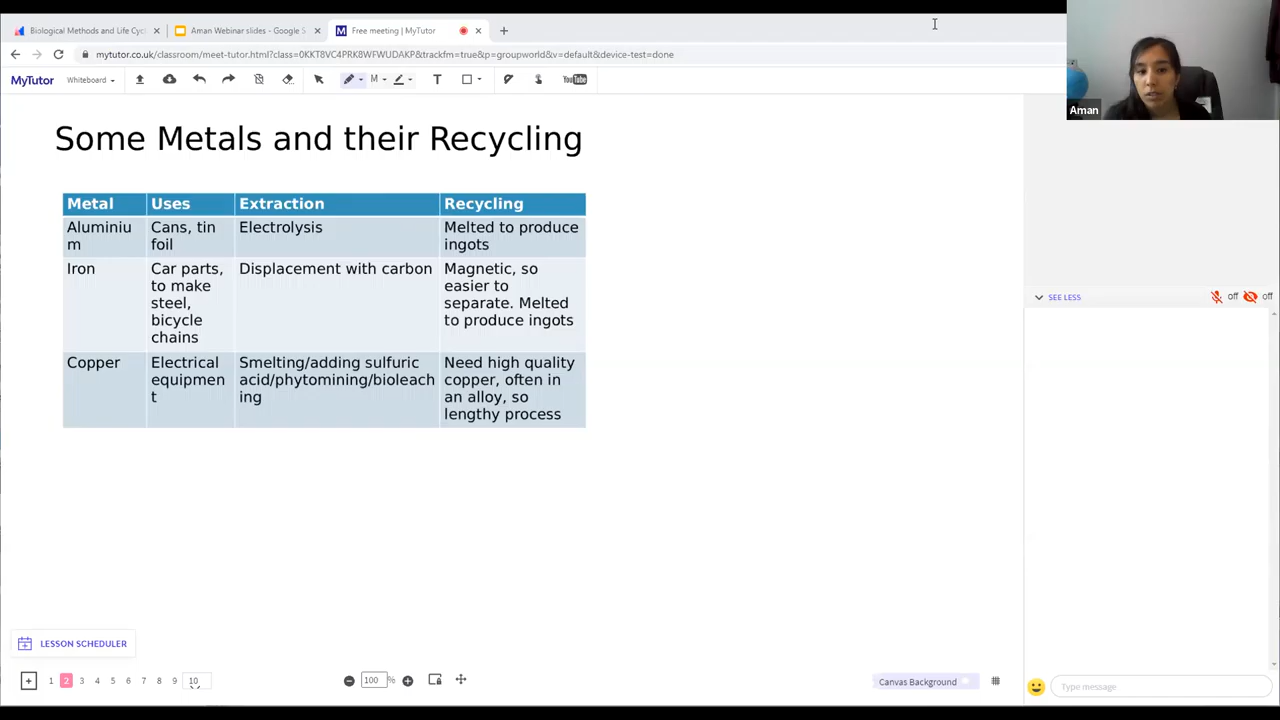 Biological Methods and Life Cyc
Aman Webinar slides - Google S
Free meeting | MyTutor
mytutor.co.uk/classroom/meet-tutor.html?class=0KKT8VC4PRK8WFWUDAKP&trackfm=true&p=groupworld&v=default&device-test=done
MyTutor
Whiteboard
M
T
YouTube
Aman
Some Metals and their Recycling
Metal
Uses
Extraction
Recycling
Aluminiu
m
Cans, tin
foil
Electrolysis
Melted to produce
ingots
Iron
Car parts,
to make
steel,
bicycle
chains
Displacement with carbon
Magnetic, so
easier to
separate. Melted
to produce ingots
Copper
Electrical
equipmen
t
Smelting/adding sulfuric
acid/phytomining/bioleach
ing
Need high quality
copper, often in
an alloy, so
lengthy process
SEE LESS
off
off
LESSON SCHEDULER
1 2 3 4 5 6 7 8 9 10
100 %
Canvas Background
Type message